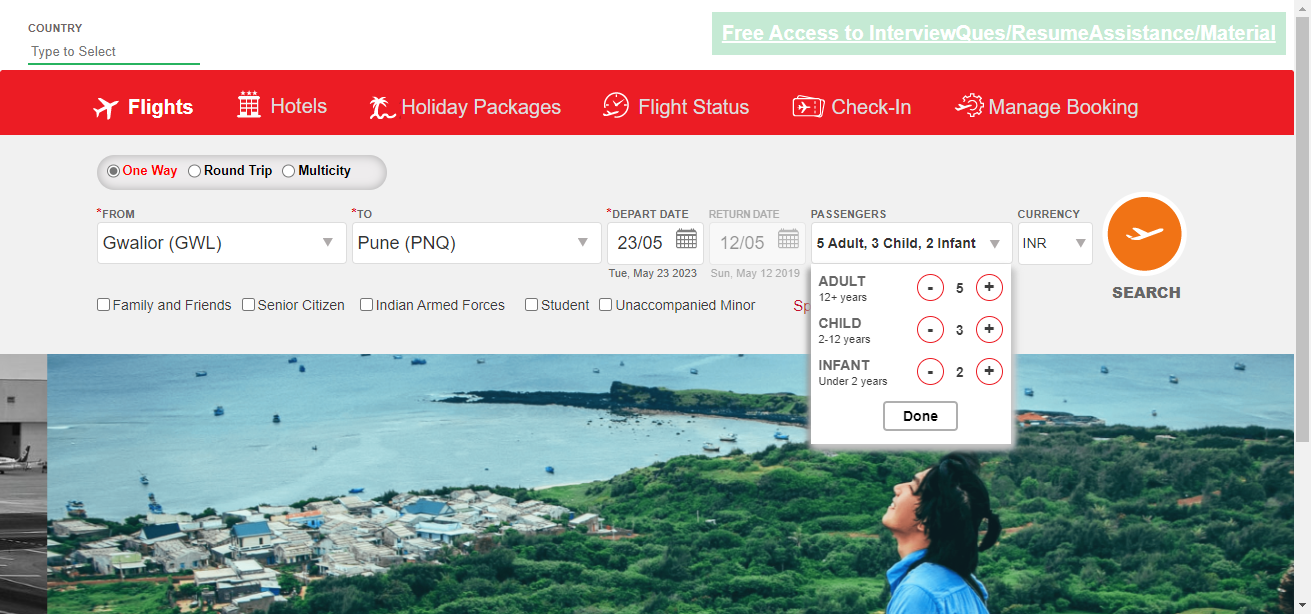 COUNTRY
Type to Select
Free Access to InterviewQues/ResumeAssistance/Material
Flights Hotels Holiday Packages Flight Status Check-In Manage Booking
One Way Round Trip Multicity
*FROM *TO *DEPART DATE RETURN DATE PASSENGERS CURRENCY
Gwalior (GWL) Pune (PNQ) 23/05 12/05 5 Adult, 3 Child, 2 Infant INR
Tue, May 23 2023 Sun, May 12 2019
SEARCH
Family and Friends Senior Citizen Indian Armed Forces Student Unaccompanied Minor Sp
ADULT
12+ years
- 5 +
CHILD
2-12 years
- 3 +
INFANT
Under 2 years
- 2 +
Done